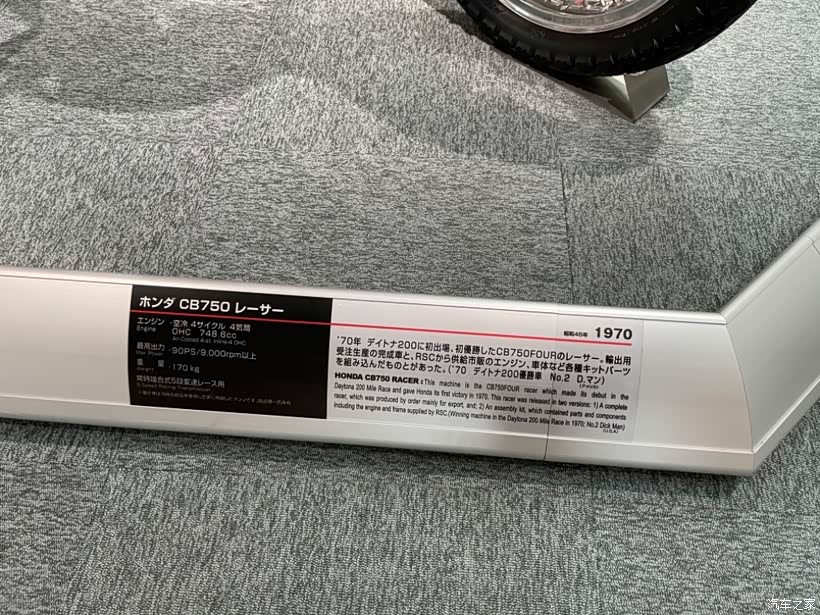 ホンダ CB750 レーサー
エンジン
Engine
:空冷 4サイクル 4気筒
OHC 748.6cc
Air-Cooled 4-st. Inline-4 OHC
最高出力
Max. Power
:90PS/9,000rpm以上
重量
Weight
:170kg
常時噛合式5段変速レース用
5-Speed Racing Transmission
昭和45年 1970
'70年 デイトナ200に初出場、初優勝したCB750FOURのレーサー。輸出用
受注生産の完成車と、RSCから供給市販のエンジン、車体など各種キットパーツ
を組み込んだものとがあった。('70 デイトナ200優勝車 No.2 D.マン)
HONDA CB750 RACER : This machine is the CB750FOUR racer which made its debut in the
Daytona 200 Mile Race and gave Honda its first victory in 1970. This racer was released in two versions; 1) A complete
racer, which was produced by order mainly for export, and; 2) An assembly kit, which contained parts and components
including the engine and frame supplied by RSC.(Winning machine in the Daytona 200 Mile Race in 1970; No.2 Dick Man)
(U.S.A)
汽车之家